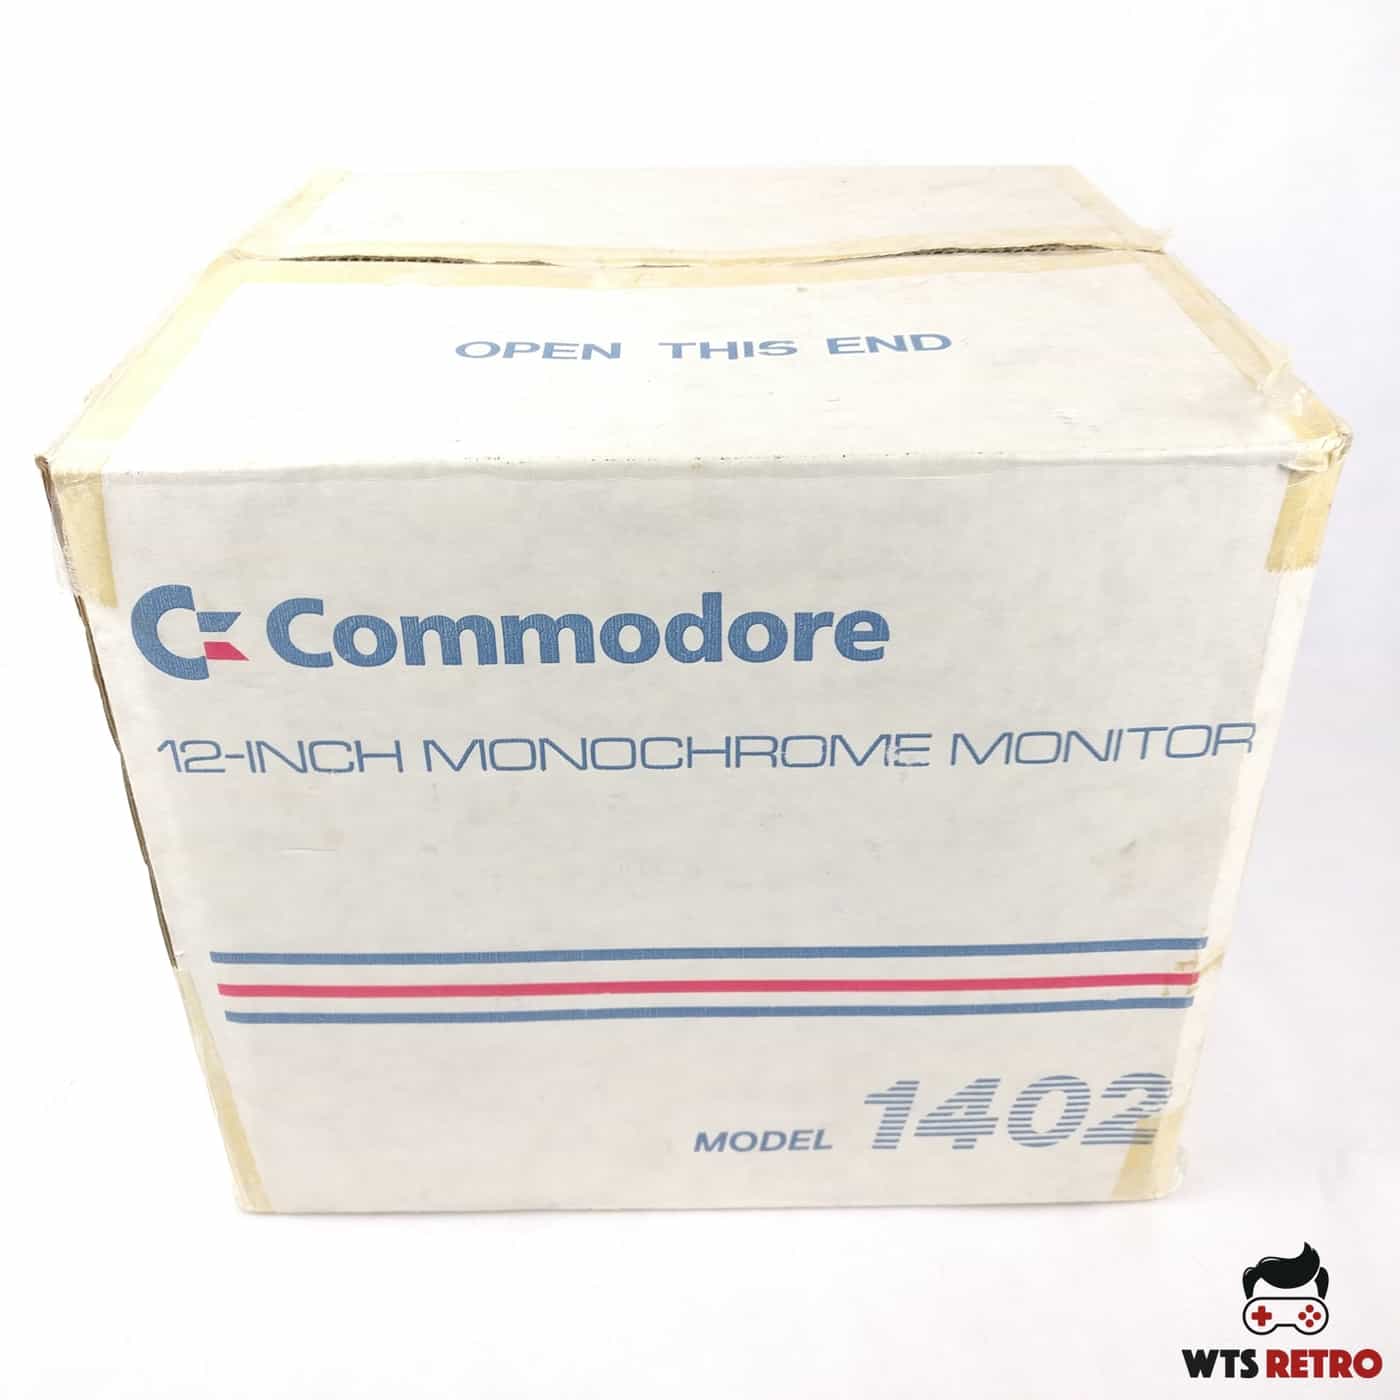 OPEN THIS END
Commodore
12-INCH MONOCHROME MONITOR
MODEL 1402
WTS RETRO